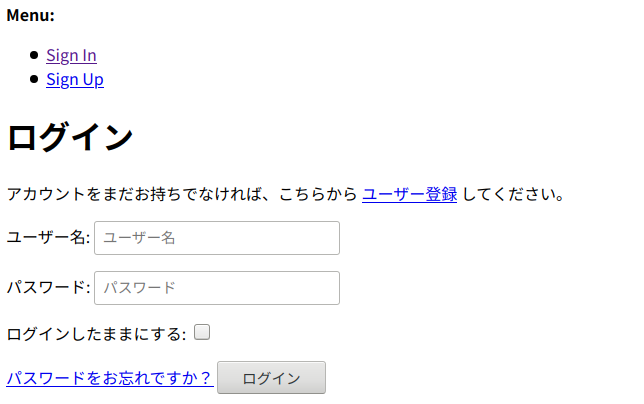 Menu:
Sign In
Sign Up
ログイン
アカウントをまだお持ちでなければ、こちらから ユーザー登録 してください。
ユーザー名: ユーザー名
パスワード: パスワード
ログインしたままにする:
パスワードをお忘れですか？ ログイン